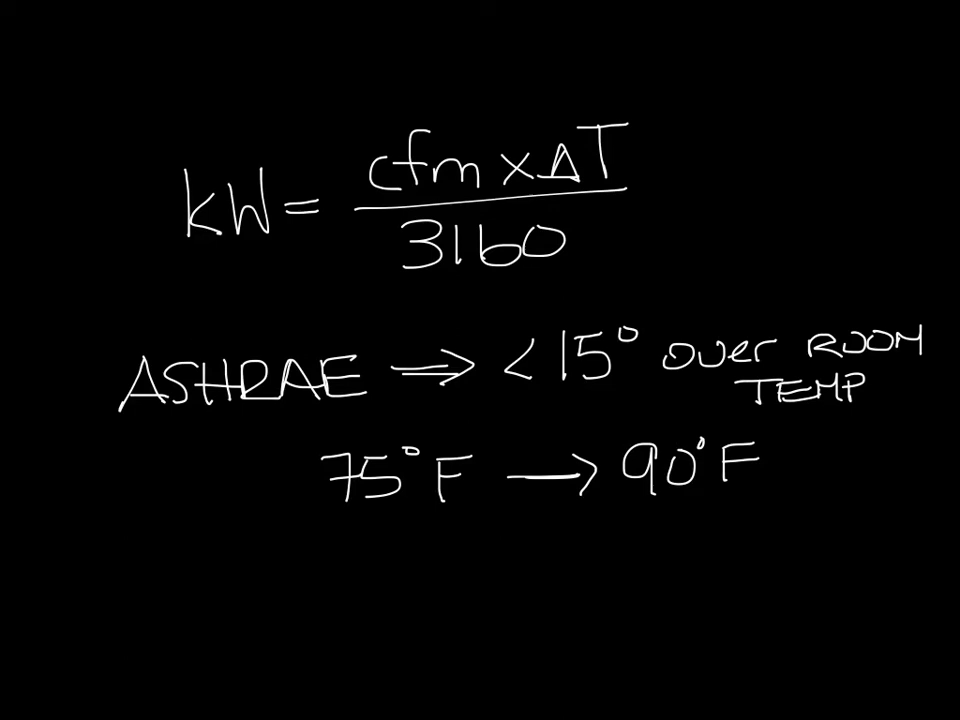 kW = cfm x ΔT
3160
ASHRAE ⇒ < 15° over ROOM
TEMP
75°F → 90°F